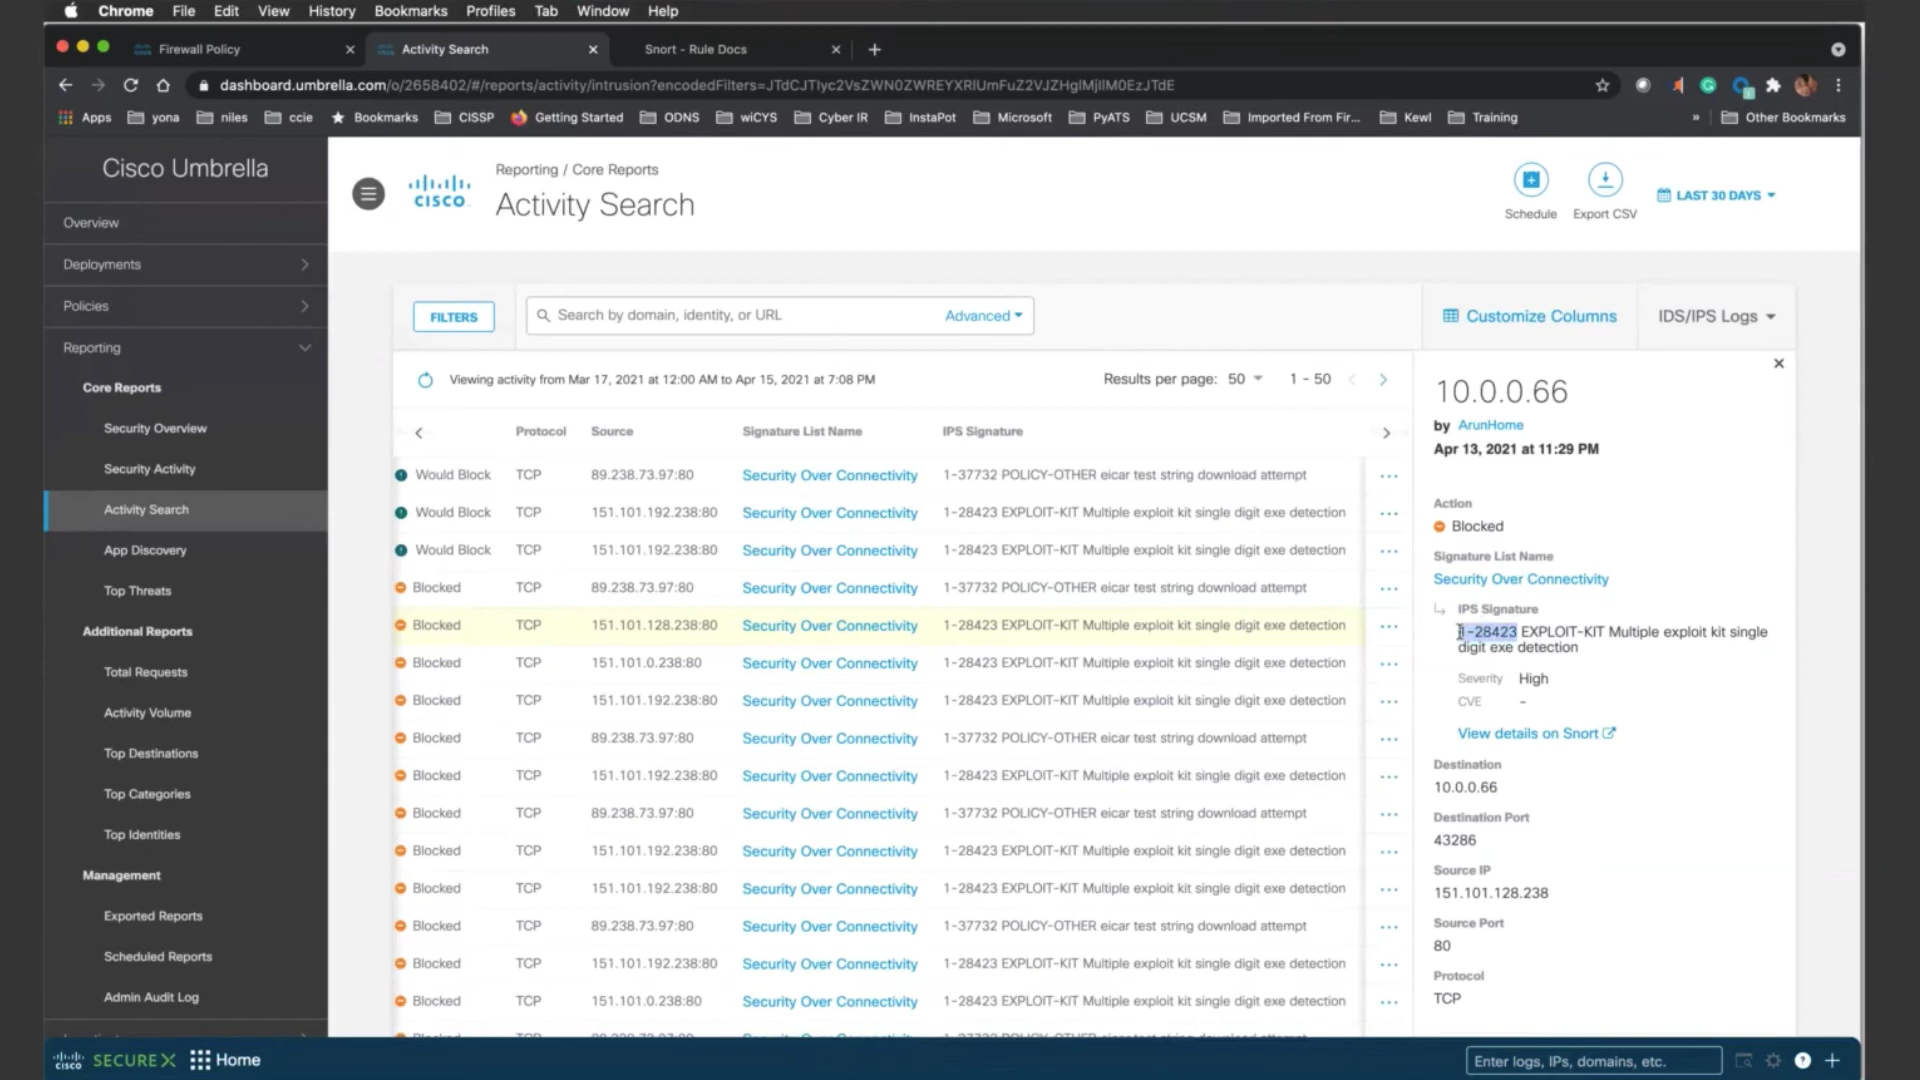 Chrome File Edit View History Bookmarks Profiles Tab Window Help
Firewall Policy
Activity Search
Snort - Rule Docs
dashboard.umbrella.com/o/2658402/#/reports/activity/intrusion?encodedFilters=
Apps yona niles ccie Bookmarks CISSP Getting Started ODNS wiCYS Cyber IR InstaPot Microsoft PyATS UCSM Imported From Fir... Kewl Training » Other Bookmarks
Cisco Umbrella
Overview
Deployments
Policies
Reporting
Core Reports
Security Overview
Security Activity
Activity Search
App Discovery
Top Threats
Additional Reports
Total Requests
Activity Volume
Top Destinations
Top Categories
Top Identities
Management
Exported Reports
Scheduled Reports
Admin Audit Log
CISCO
Reporting / Core Reports
Activity Search
Schedule
Export CSV
LAST 30 DAYS
FILTERS
Search by domain, identity, or URL
Advanced
Customize Columns
IDS/IPS Logs
Viewing activity from Mar 17, 2021 at 12:00 AM to Apr 15, 2021 at 7:08 PM
Results per page: 50 1 - 50
Protocol Source Signature List Name IPS Signature
Would Block TCP 89.238.73.97:80 Security Over Connectivity 1-37732 POLICY-OTHER eicar test string download attempt ...
Would Block TCP 151.101.192.238:80 Security Over Connectivity 1-28423 EXPLOIT-KIT Multiple exploit kit single digit exe detection ...
Would Block TCP 151.101.192.238:80 Security Over Connectivity 1-28423 EXPLOIT-KIT Multiple exploit kit single digit exe detection ...
Blocked TCP 89.238.73.97:80 Security Over Connectivity 1-37732 POLICY-OTHER eicar test string download attempt ...
Blocked TCP 151.101.128.238:80 Security Over Connectivity 1-28423 EXPLOIT-KIT Multiple exploit kit single digit exe detection ...
Blocked TCP 151.101.0.238:80 Security Over Connectivity 1-28423 EXPLOIT-KIT Multiple exploit kit single digit exe detection ...
Blocked TCP 151.101.192.238:80 Security Over Connectivity 1-28423 EXPLOIT-KIT Multiple exploit kit single digit exe detection ...
Blocked TCP 89.238.73.97:80 Security Over Connectivity 1-37732 POLICY-OTHER eicar test string download attempt ...
Blocked TCP 151.101.192.238:80 Security Over Connectivity 1-28423 EXPLOIT-KIT Multiple exploit kit single digit exe detection ...
Blocked TCP 89.238.73.97:80 Security Over Connectivity 1-37732 POLICY-OTHER eicar test string download attempt ...
Blocked TCP 151.101.192.238:80 Security Over Connectivity 1-28423 EXPLOIT-KIT Multiple exploit kit single digit exe detection ...
Blocked TCP 151.101.192.238:80 Security Over Connectivity 1-28423 EXPLOIT-KIT Multiple exploit kit single digit exe detection ...
Blocked TCP 89.238.73.97:80 Security Over Connectivity 1-37732 POLICY-OTHER eicar test string download attempt ...
Blocked TCP 151.101.192.238:80 Security Over Connectivity 1-28423 EXPLOIT-KIT Multiple exploit kit single digit exe detection ...
Blocked TCP 151.101.0.238:80 Security Over Connectivity 1-28423 EXPLOIT-KIT Multiple exploit kit single digit exe detection ...
10.0.0.66
by ArunHome
Apr 13, 2021 at 11:29 PM
Action
Blocked
Signature List Name
Security Over Connectivity
IPS Signature
1-28423 EXPLOIT-KIT Multiple exploit kit single
digit exe detection
Severity High
CVE -
View details on Snort
Destination
10.0.0.66
Destination Port
43286
Source IP
151.101.128.238
Source Port
80
Protocol
TCP
CISCO SECUREX Home
Enter logs, IPs, domains, etc.